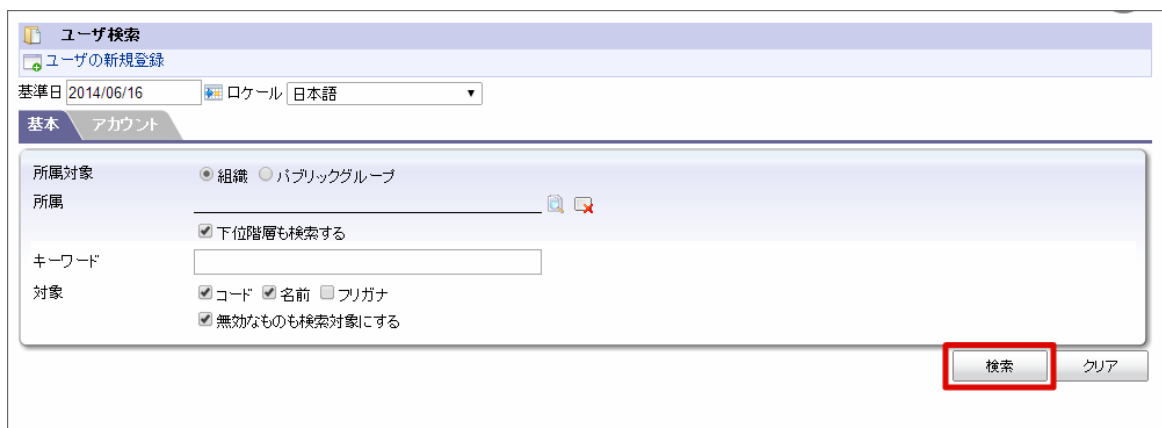 ユーザ検索
ユーザの新規登録
基準日 2014/06/16 ロケール 日本語
基本 アカウント
所属対象 組織 パブリックグループ
所属
下位階層も検索する
キーワード
対象 コード 名前 フリガナ
無効なものも検索対象にする
検索 クリア